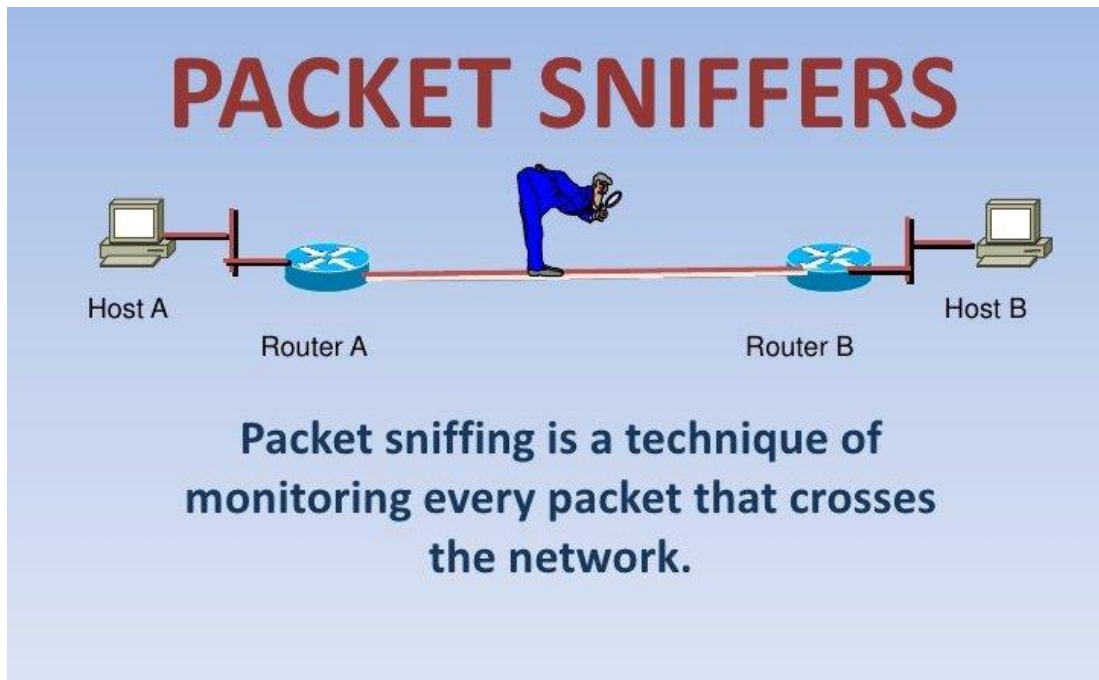 PACKET SNIFFERS
Host A
Host B
Router A
Router B
Packet sniffing is a technique of
monitoring every packet that crosses
the network.